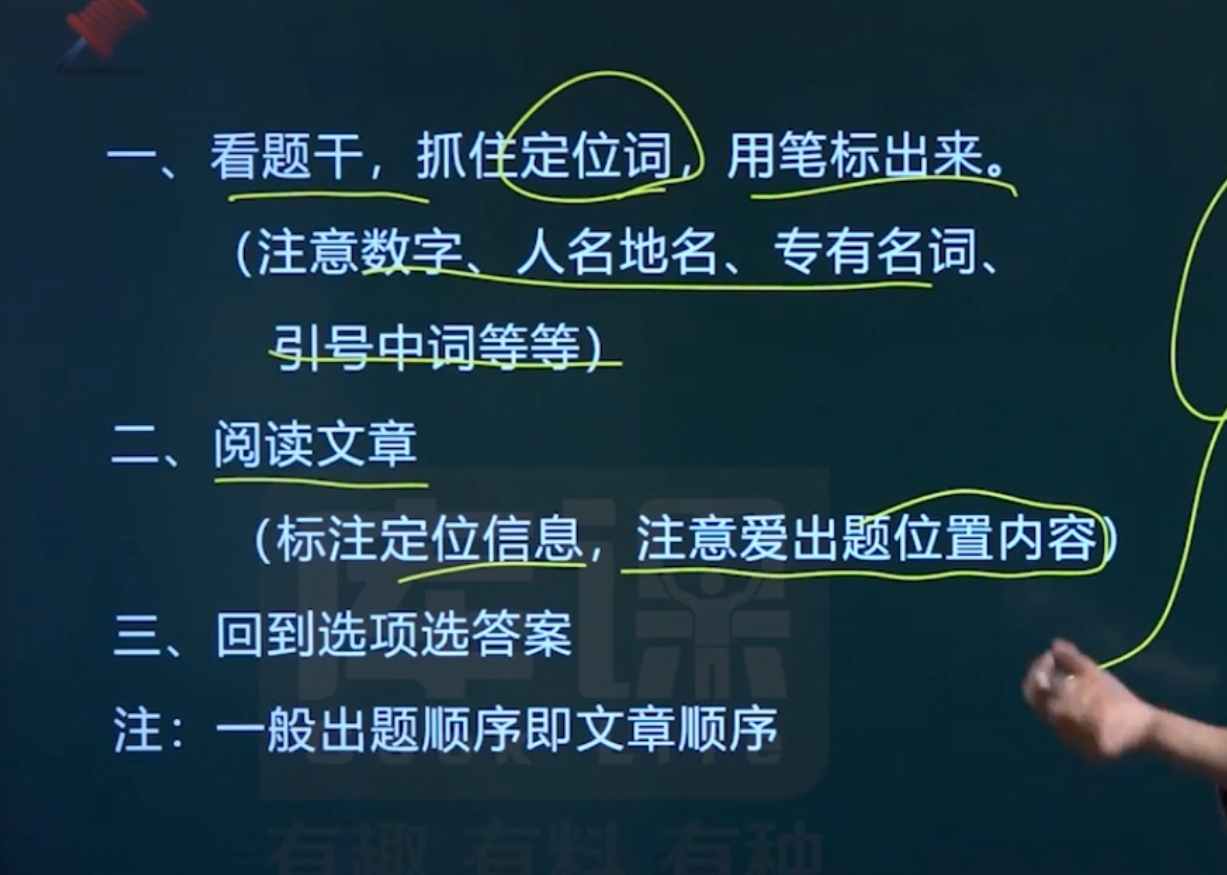 一、看题干，抓住定位词，用笔标出来。
（注意数字、人名地名、专有名词、
引号中词等等）
二、阅读文章
（标注定位信息，注意爱出题位置内容）
三、回到选项选答案
注：一般出题顺序即文章顺序
库课
有趣 有料 有种